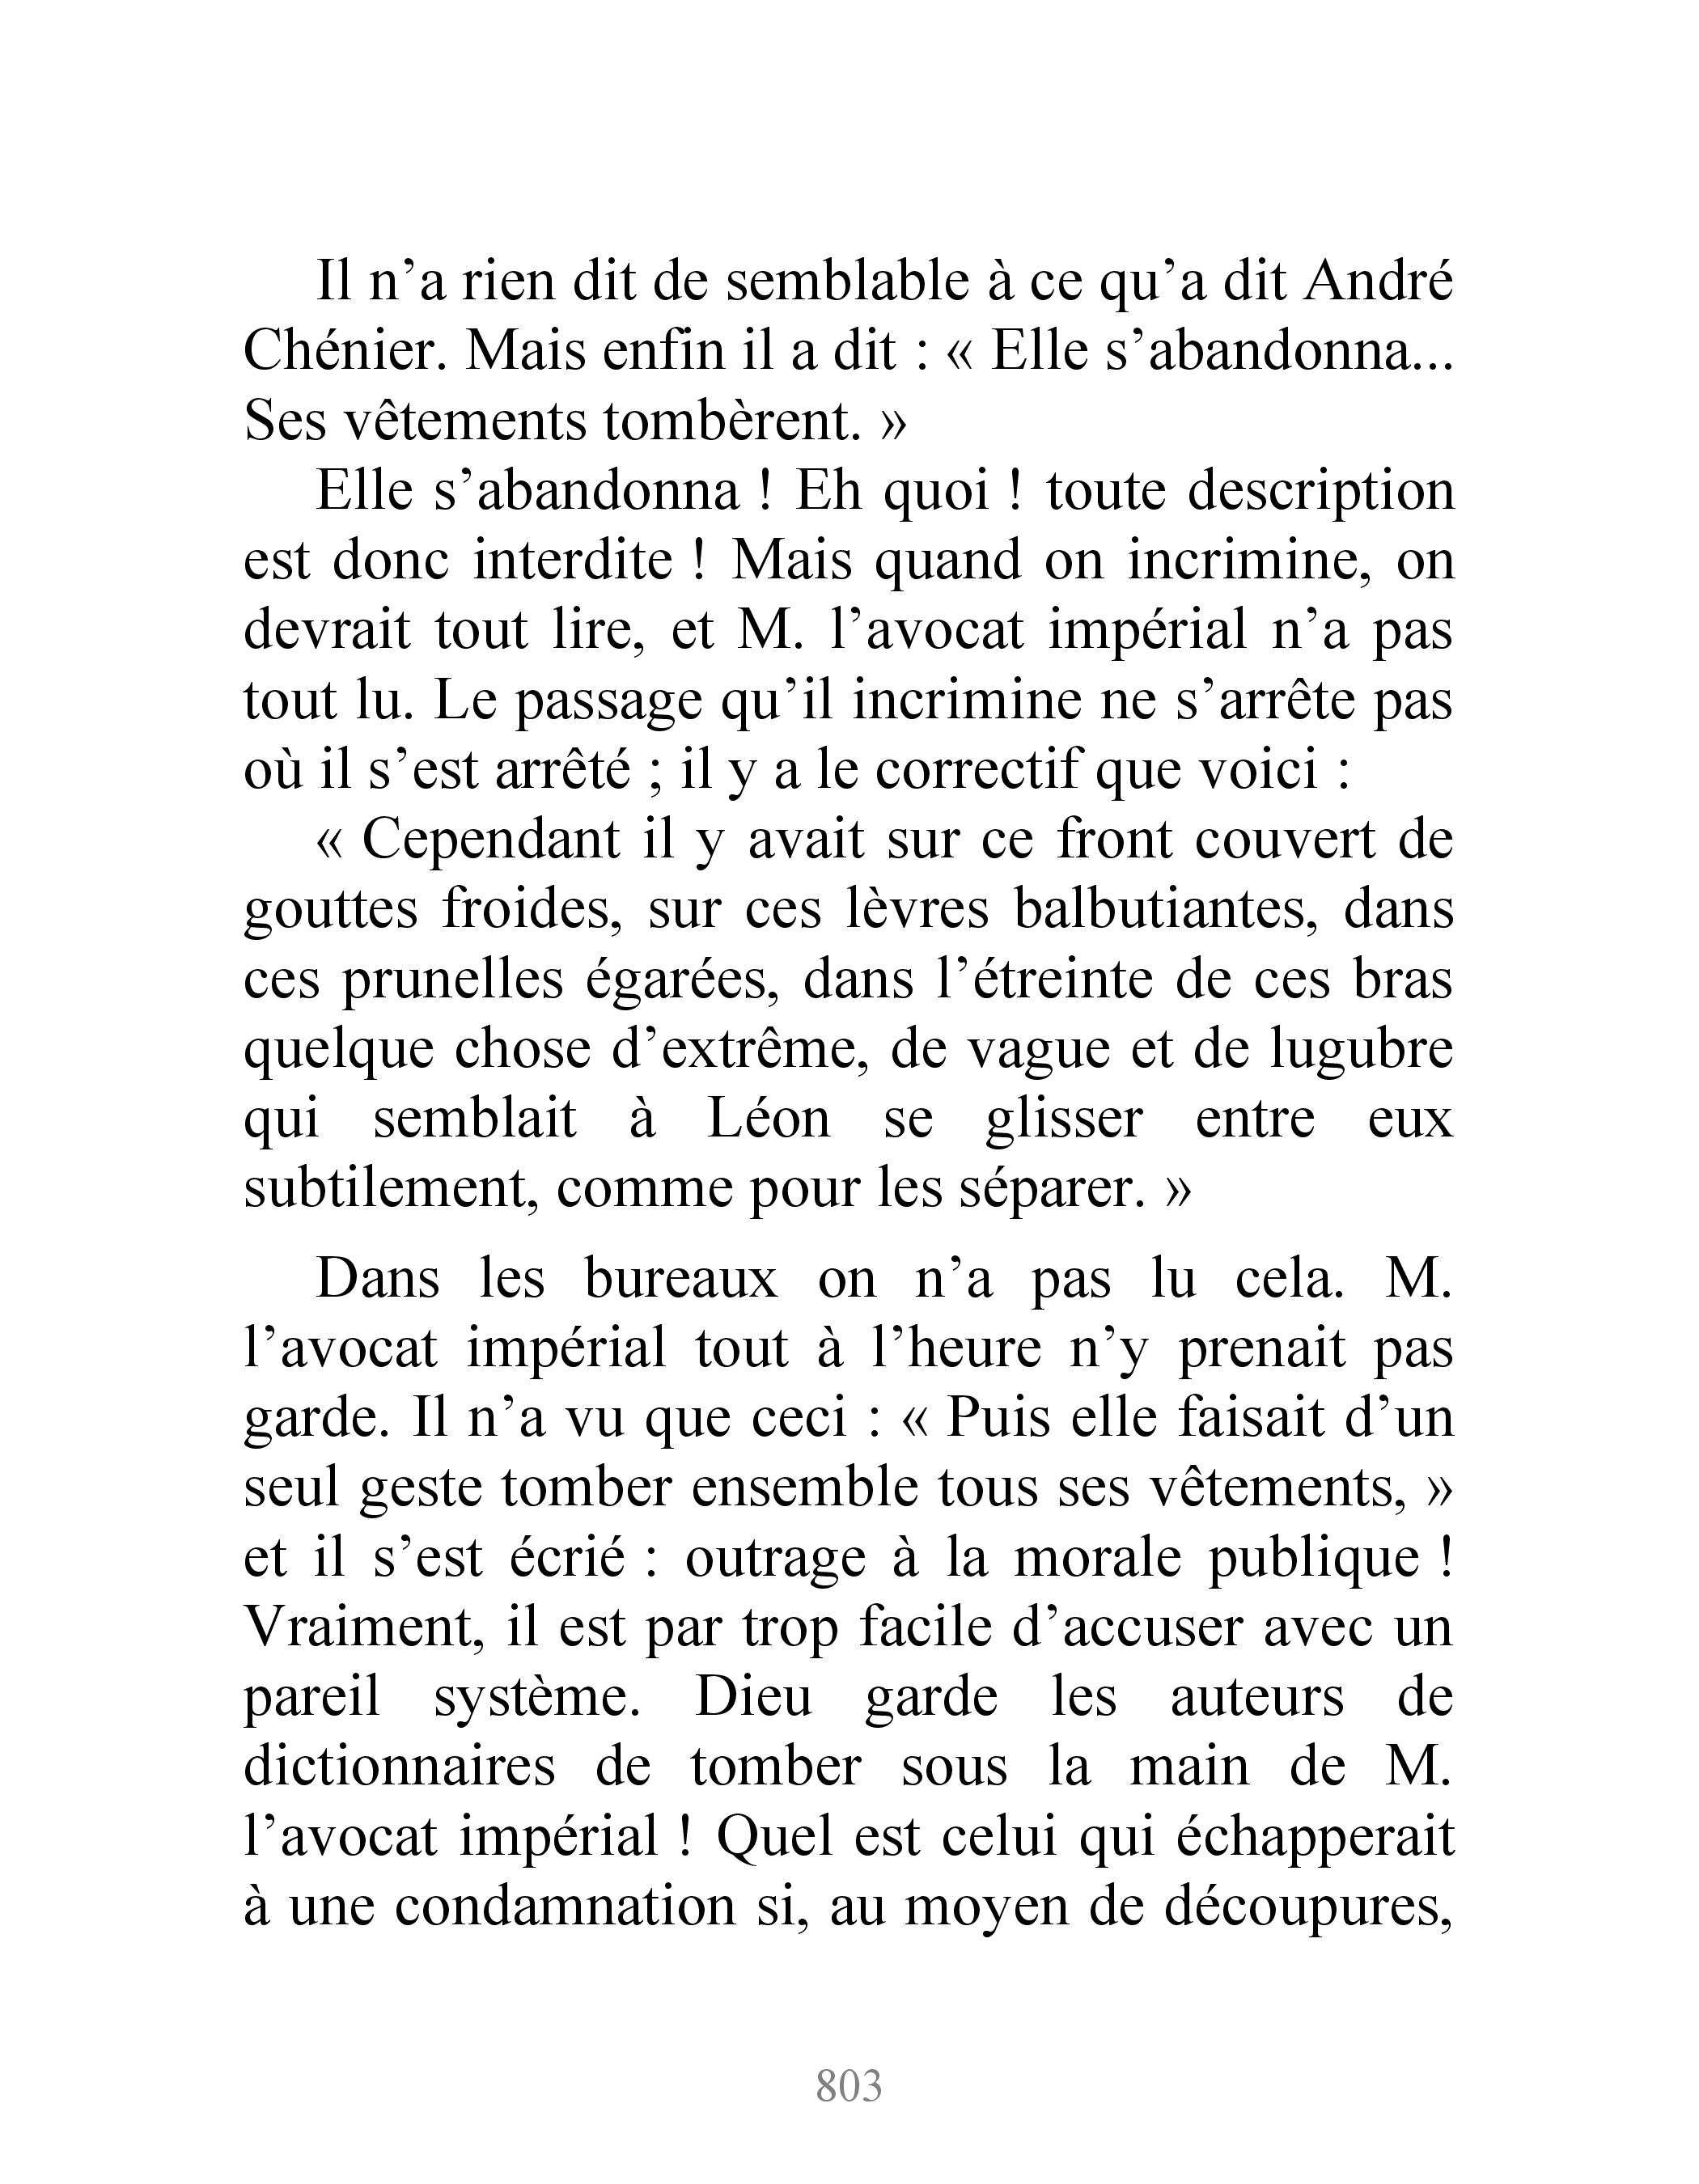 Il n’a rien dit de semblable à ce qu’a dit André
Chénier. Mais enfin il a dit : « Elle s’abandonna...
Ses vêtements tombèrent. »
Elle s’abandonna ! Eh quoi ! toute description
est donc interdite ! Mais quand on incrimine, on
devrait tout lire, et M. l’avocat impérial n’a pas
tout lu. Le passage qu’il incrimine ne s’arrête pas
où il s’est arrêté ; il y a le correctif que voici :
« Cependant il y avait sur ce front couvert de
gouttes froides, sur ces lèvres balbutiantes, dans
ces prunelles égarées, dans l’étreinte de ces bras
quelque chose d’extrême, de vague et de lugubre
qui semblait à Léon se glisser entre eux
subtilement, comme pour les séparer. »
Dans les bureaux on n’a pas lu cela. M.
l’avocat impérial tout à l’heure n’y prenait pas
garde. Il n’a vu que ceci : « Puis elle faisait d’un
seul geste tomber ensemble tous ses vêtements, »
et il s’est écrié : outrage à la morale publique !
Vraiment, il est par trop facile d’accuser avec un
pareil système. Dieu garde les auteurs de
dictionnaires de tomber sous la main de M.
l’avocat impérial ! Quel est celui qui échapperait
à une condamnation si, au moyen de découpures,
803